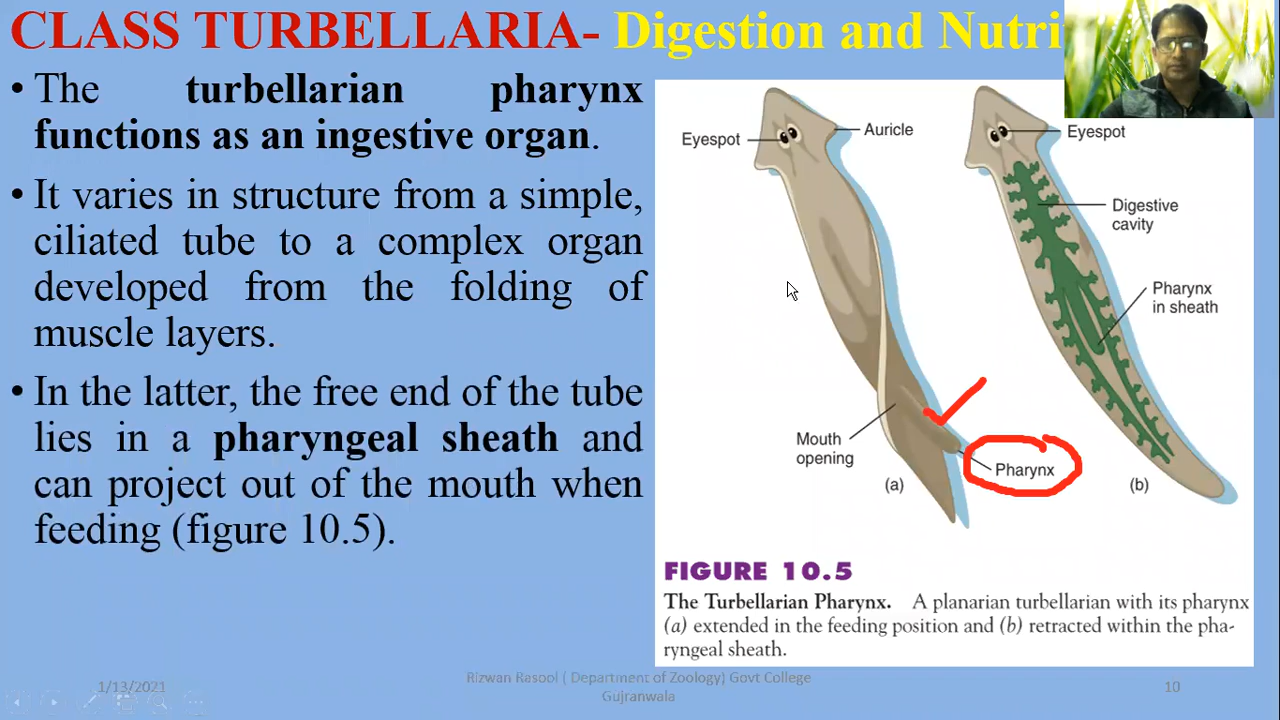 CLASS TURBELLARIA- Digestion and Nutri
• The turbellarian pharynx
functions as an ingestive organ.
• It varies in structure from a simple,
ciliated tube to a complex organ
developed from the folding of
muscle layers.
• In the latter, the free end of the tube
lies in a pharyngeal sheath and
can project out of the mouth when
feeding (figure 10.5).
Eyespot
Auricle
Mouth
opening
Pharynx
(a)
Eyespot
Digestive
cavity
Pharynx
in sheath
(b)
FIGURE 10.5
The Turbellarian Pharynx. A planarian turbellarian with its pharynx
(a) extended in the feeding position and (b) retracted within the pha-
ryngeal sheath.
1/13/2021
Rizwan Rasool ( Department of Zoology) Govt College
Gujranwala
10